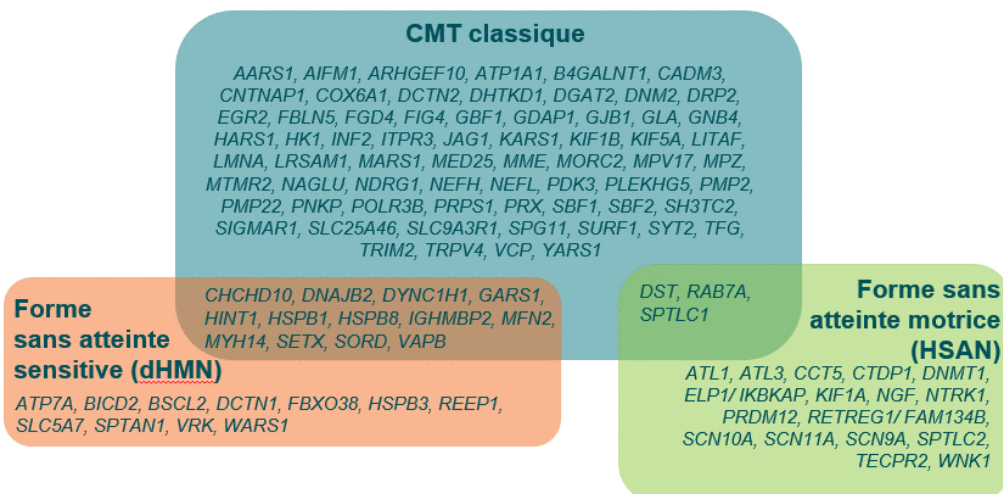 CMT classique
AARS1, AIFM1, ARHGEF10, ATP1A1, B4GALNT1, CADM3,
CNTNAP1, COX6A1, DCTN2, DHTKD1, DGAT2, DNM2, DRP2,
EGR2, FBLN5, FGD4, FIG4, GBF1, GDAP1, GJB1, GLA, GNB4,
HARS1, HK1, INF2, ITPR3, JAG1, KARS1, KIF1B, KIF5A, LITAF,
LMNA, LRSAM1, MARS1, MED25, MME, MORC2, MPV17, MPZ,
MTMR2, NAGLU, NDRG1, NEFH, NEFL, PDK3, PLEKHG5, PMP2,
PMP22, PNKP, POLR3B, PRPS1, PRX, SBF1, SBF2, SH3TC2,
SIGMAR1, SLC25A46, SLC9A3R1, SPG11, SURF1, SYT2, TFG,
TRIM2, TRPV4, VCP, YARS1
Forme
sans atteinte
sensitive (dHMN)
CHCHD10, DNAJB2, DYNC1H1, GARS1,
HINT1, HSPB1, HSPB8, IGHMBP2, MFN2,
MYH14, SETX, SORD, VAPB
ATP7A, BICD2, BSCL2, DCTN1, FBXO38, HSPB3, REEP1,
SLC5A7, SPTAN1, VRK, WARS1
DST, RAB7A,
SPTLC1
Forme sans
atteinte motrice
(HSAN)
ATL1, ATL3, CCT5, CTDP1, DNMT1,
ELP1/ IKBKAP, KIF1A, NGF, NTRK1,
PRDM12, RETREG1/ FAM134B,
SCN10A, SCN11A, SCN9A, SPTLC2,
TECPR2, WNK1